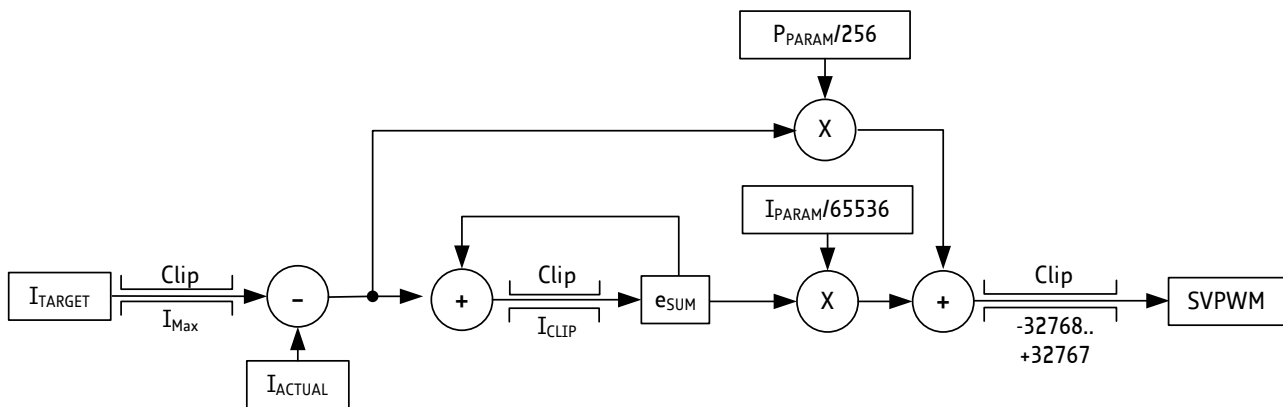 PPARAM/256
X
IPARAM/65536
ITARGET
Clip
IMax
-
IACTUAL
+
Clip
ICLIP
eSUM
X
+
Clip
-32768..
+32767
SVPWM